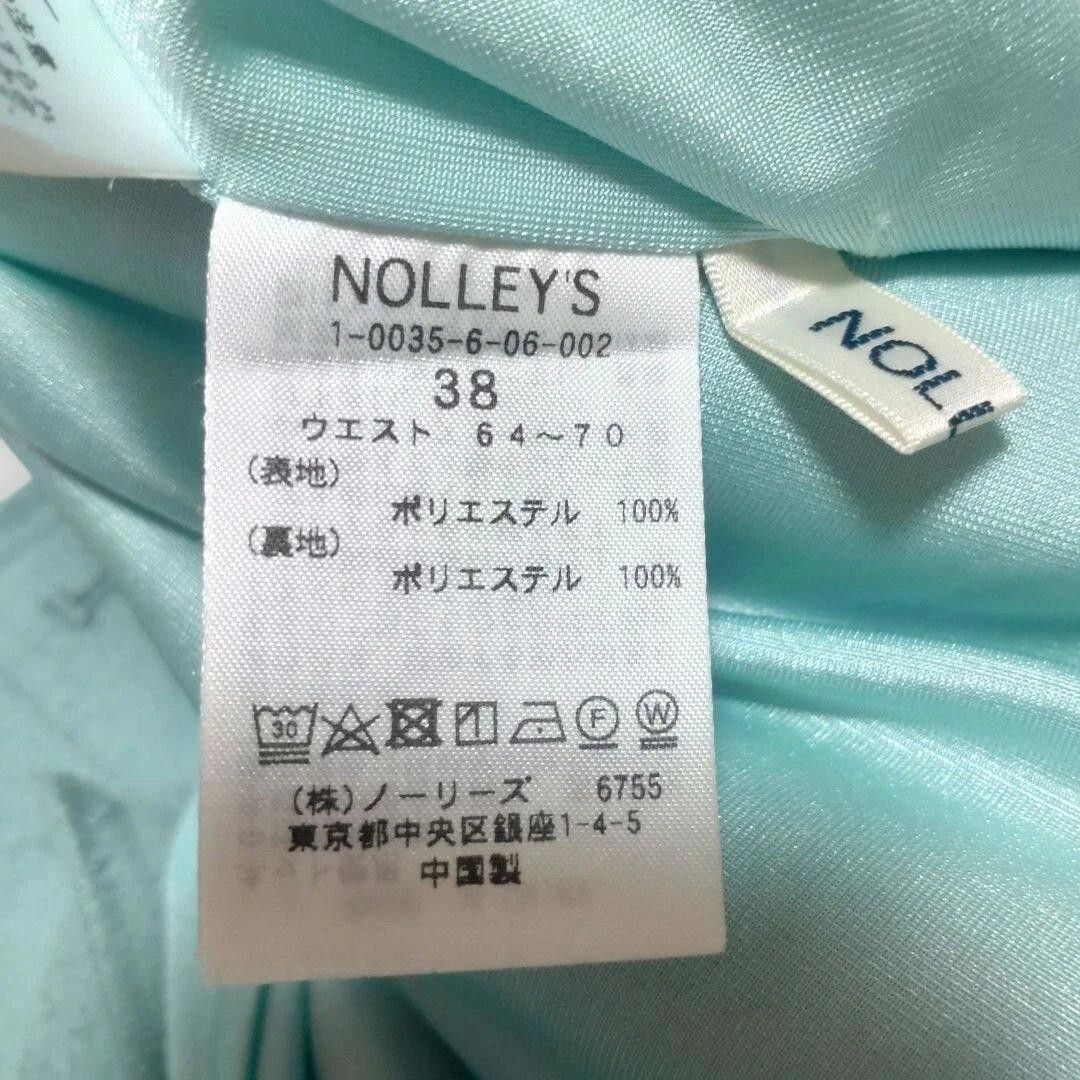 NOLLEY'S
1-0035-6-06-002
38
ウエスト 64～70
(表地)
ポリエステル 100%
(裏地)
ポリエステル 100%
30
F
W
(株)ノーリーズ 6755
東京都中央区銀座1-4-5
中国製
NOL